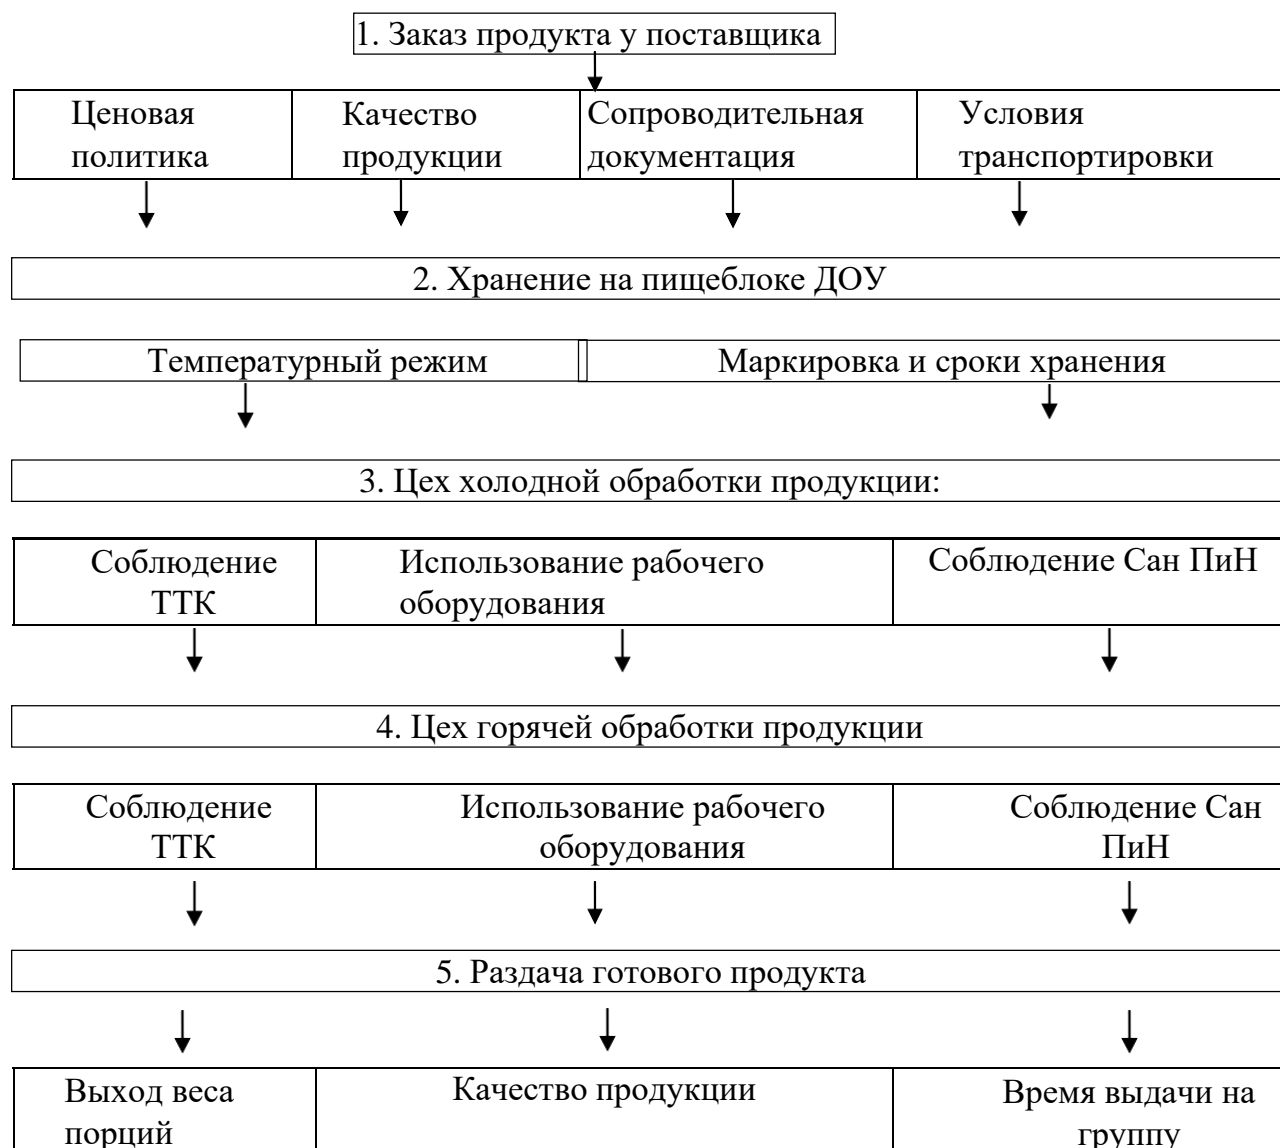 1. Заказ продукта у поставщика
Ценовая
политика
Качество
продукции
Сопроводительная
документация
Условия
транспортировки
2. Хранение на пищеблоке ДОУ
Температурный режим
Маркировка и сроки хранения
3. Цех холодной обработки продукции:
Соблюдение
ТТК
Использование рабочего
оборудования
Соблюдение Сан ПиН
4. Цех горячей обработки продукции
Соблюдение
ТТК
Использование рабочего
оборудования
Соблюдение Сан
ПиН
5. Раздача готового продукта
Выход веса
порций
Качество продукции
Время выдачи на
группу